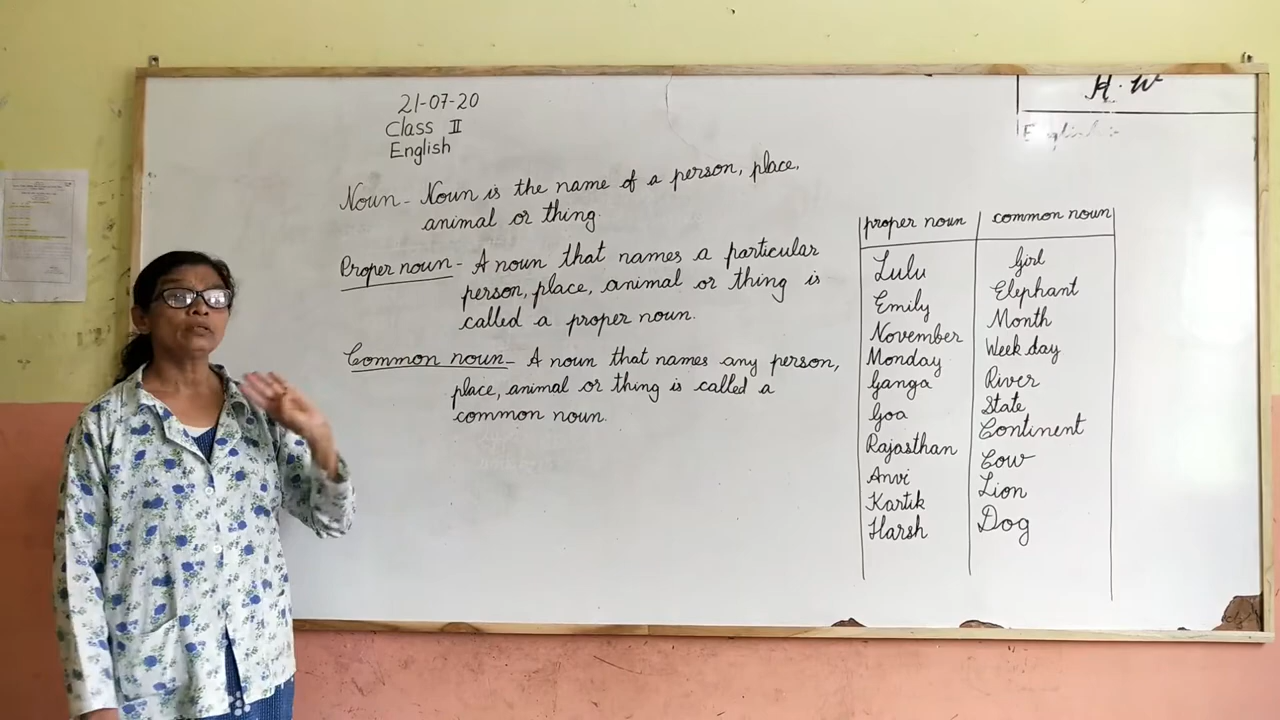 21-07-20
Class II
English
H.W
Noun - Noun is the name of a person, place,
animal or thing.
Proper noun - A noun that names a particular
person, place, animal or thing is
called a proper noun.
Common noun - A noun that names any person,
place, animal or thing is called a
common noun.
proper noun common noun
Lulu Girl
Emily Elephant
November Month
Monday Week day
Ganga River
Goa State
Rajasthan Continent
Anvi Cow
Kartik Lion
Harsh Dog